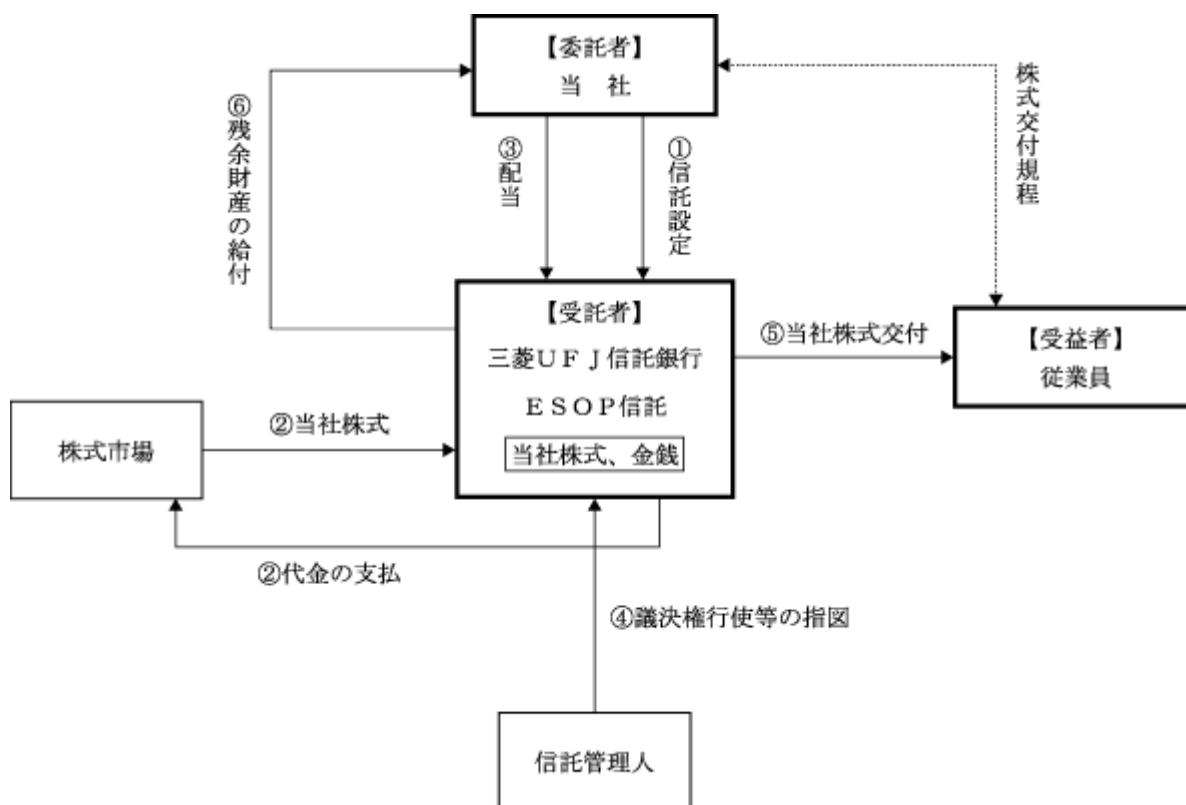 【委託者】
当 社
⑥残余財産の給付
③配当
①信託設定
株式交付規程
【受託者】
三菱UFJ信託銀行
ESOP信託
当社株式、金銭
⑤当社株式交付
【受益者】
従業員
株式市場
②当社株式
②代金の支払
④議決権行使等の指図
信託管理人